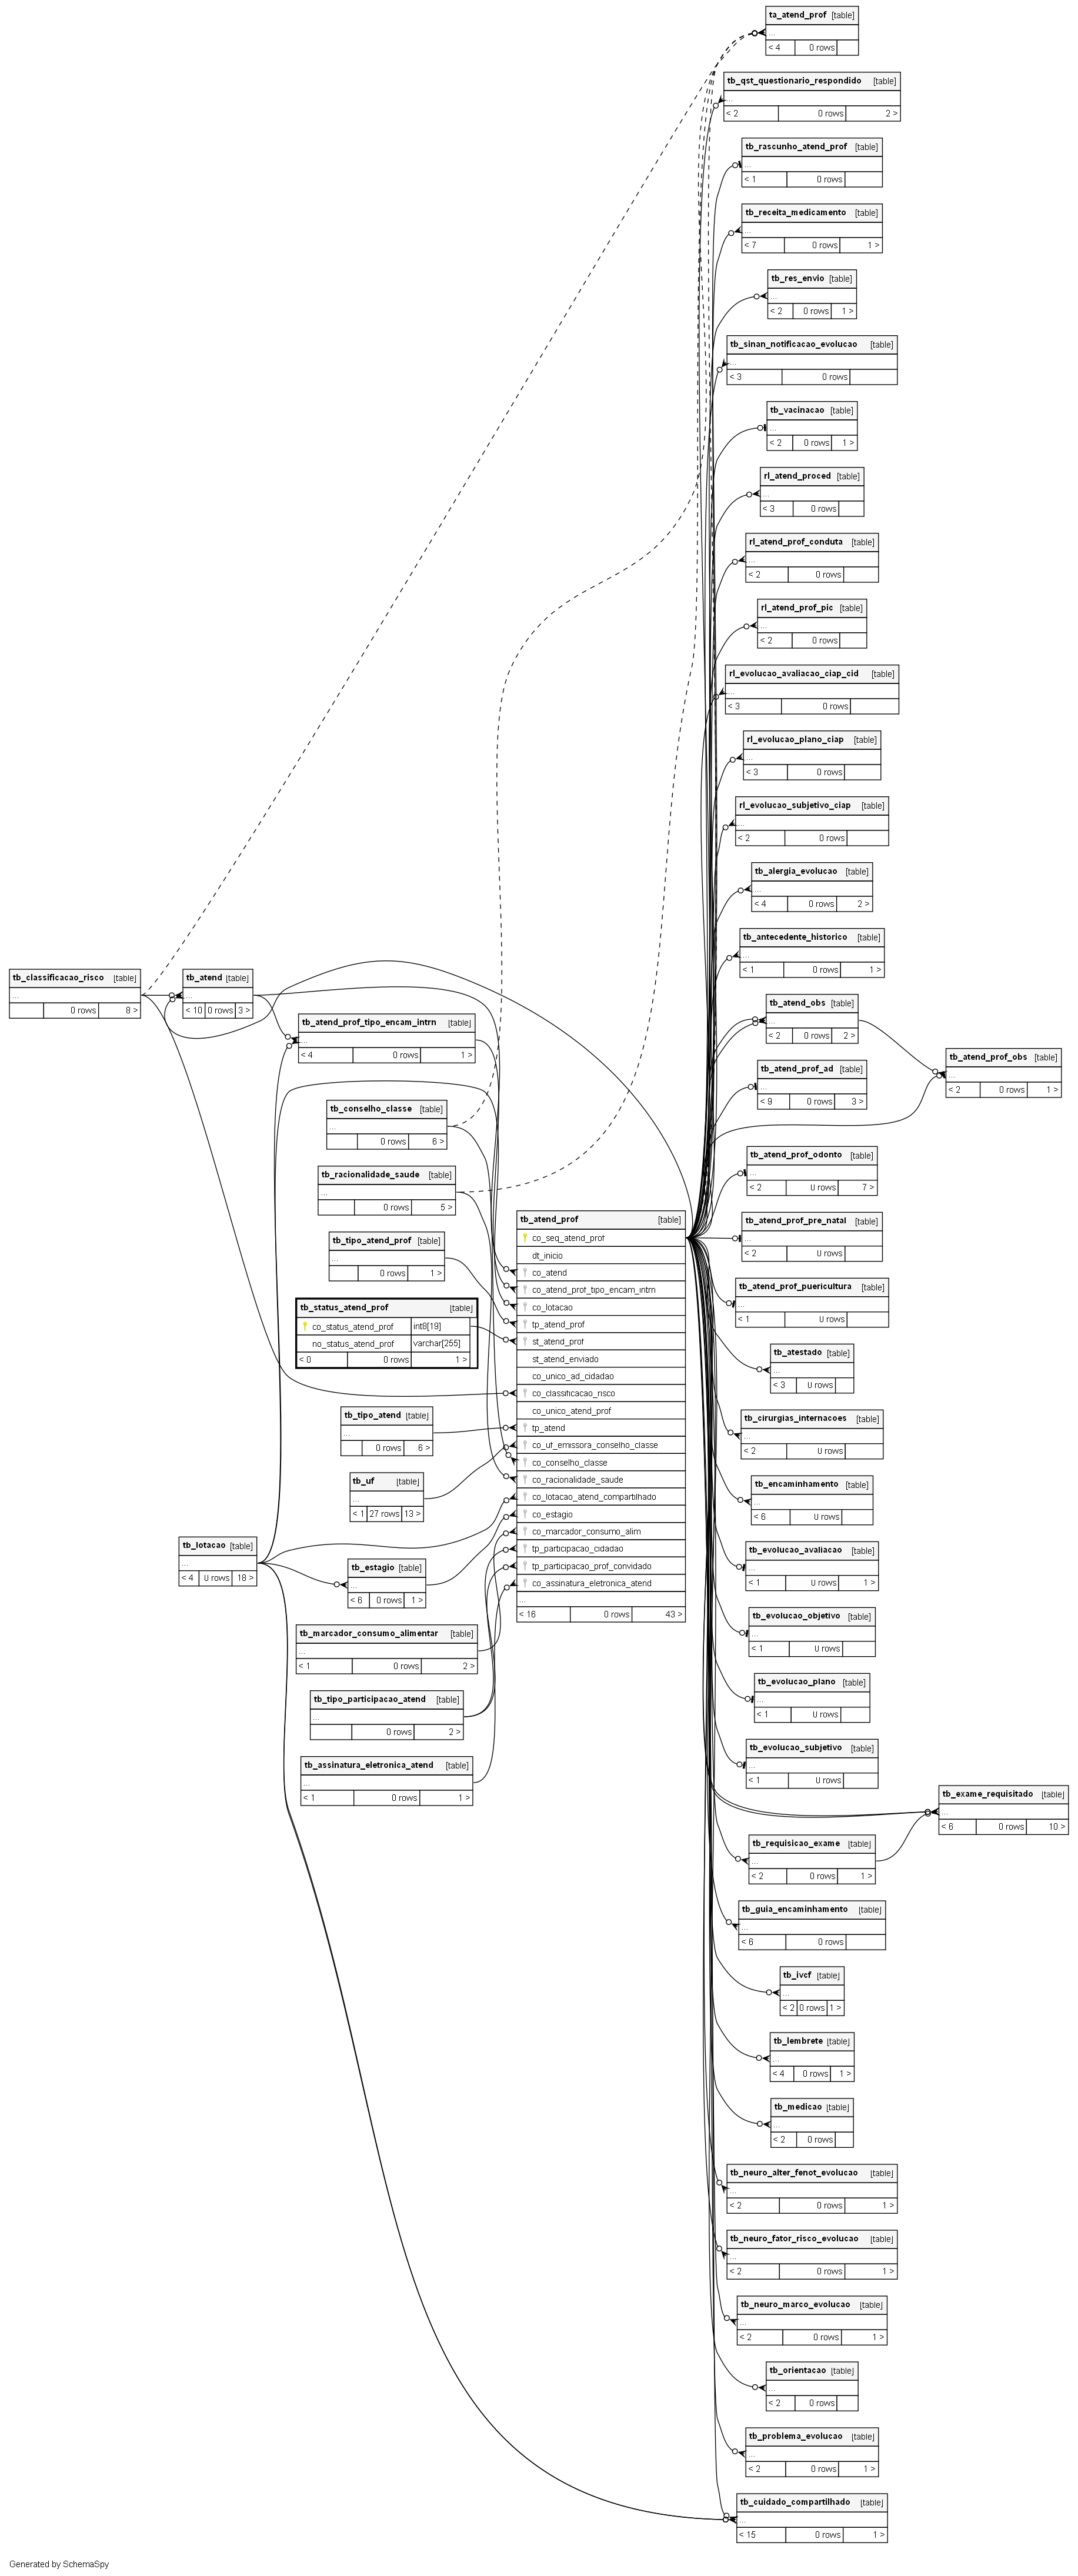 ta_atend_prof [table]
...
< 4 0 rows
tb_qst_questionario_respondido [table]
...
< 2 0 rows 2 >
tb_rascunho_atend_prof [table]
...
< 1 0 rows
tb_receita_medicamento [table]
...
< 7 0 rows 1 >
tb_res_envio [table]
...
< 2 0 rows 1 >
tb_sinan_notificacao_evolucao [table]
...
< 3 0 rows
tb_vacinacao [table]
...
< 2 0 rows 1 >
rl_atend_proced [table]
...
< 3 0 rows
rl_atend_prof_conduta [table]
...
< 2 0 rows
rl_atend_prof_pic [table]
...
< 2 0 rows
rl_evolucao_avaliacao_ciap_cid [table]
...
< 3 0 rows
rl_evolucao_plano_ciap [table]
...
< 3 0 rows
rl_evolucao_subjetivo_ciap [table]
...
< 2 0 rows
tb_alergia_evolucao [table]
...
< 4 0 rows 2 >
tb_antecedente_historico [table]
...
< 1 0 rows 1 >
tb_classificacao_risco [table]
...
0 rows 8 >
tb_atend [table]
...
< 10 0 rows 3 >
tb_atend_prof_tipo_encam_intrn [table]
...
< 4 0 rows 1 >
tb_atend_obs [table]
...
< 2 0 rows 2 >
tb_atend_prof_obs [table]
...
< 2 0 rows 1 >
tb_atend_prof_ad [table]
...
< 9 0 rows 3 >
tb_conselho_classe [table]
...
0 rows 6 >
tb_racionalidade_saude [table]
...
0 rows 5 >
tb_tipo_atend_prof [table]
...
0 rows 1 >
tb_status_atend_prof [table]
co_status_atend_prof int8[19]
no_status_atend_prof varchar[255]
< 0 0 rows 1 >
tb_tipo_atend [table]
...
0 rows 6 >
tb_uf [table]
...
< 1 27 rows 13 >
tb_lotacao [table]
...
< 4 0 rows 18 >
tb_estagio [table]
...
< 6 0 rows 1 >
tb_marcador_consumo_alimentar [table]
...
< 1 0 rows 2 >
tb_tipo_participacao_atend [table]
...
0 rows 2 >
tb_assinatura_eletronica_atend [table]
...
< 1 0 rows 1 >
tb_atend_prof [table]
co_seq_atend_prof
dt_inicio
co_atend
co_atend_prof_tipo_encam_intrn
co_lotacao
tp_atend_prof
st_atend_prof
st_atend_enviado
co_unico_ad_cidadao
co_classificacao_risco
co_unico_atend_prof
tp_atend
co_uf_emissora_conselho_classe
co_conselho_classe
co_racionalidade_saude
co_lotacao_atend_compartilhado
co_estagio
co_marcador_consumo_alim
tp_participacao_cidadao
tp_participacao_prof_convidado
co_assinatura_eletronica_atend
...
< 16 0 rows 43 >
tb_atend_prof_odonto [table]
...
< 2 0 rows 7 >
tb_atend_prof_pre_natal [table]
...
< 2 0 rows
tb_atend_prof_puericultura [table]
...
< 1 0 rows
tb_atestado [table]
...
< 3 0 rows
tb_cirurgias_internacoes [table]
...
< 2 0 rows
tb_encaminhamento [table]
...
< 6 0 rows
tb_evolucao_avaliacao [table]
...
< 1 0 rows 1 >
tb_evolucao_objetivo [table]
...
< 1 0 rows
tb_evolucao_plano [table]
...
< 1 0 rows
tb_evolucao_subjetivo [table]
...
< 1 0 rows
tb_exame_requisitado [table]
...
< 6 0 rows 10 >
tb_requisicao_exame [table]
...
< 2 0 rows 1 >
tb_guia_encaminhamento [table]
...
< 6 0 rows
tb_ivcf [table]
...
< 2 0 rows 1 >
tb_lembrete [table]
...
< 4 0 rows 1 >
tb_medicao [table]
...
< 2 0 rows
tb_neuro_alter_fenot_evolucao [table]
...
< 2 0 rows 1 >
tb_neuro_fator_risco_evolucao [table]
...
< 2 0 rows 1 >
tb_neuro_marco_evolucao [table]
...
< 2 0 rows 1 >
tb_orientacao [table]
...
< 2 0 rows
tb_problema_evolucao [table]
...
< 2 0 rows 1 >
tb_cuidado_compartilhado [table]
...
< 15 0 rows 1 >
Generated by SchemaSpy